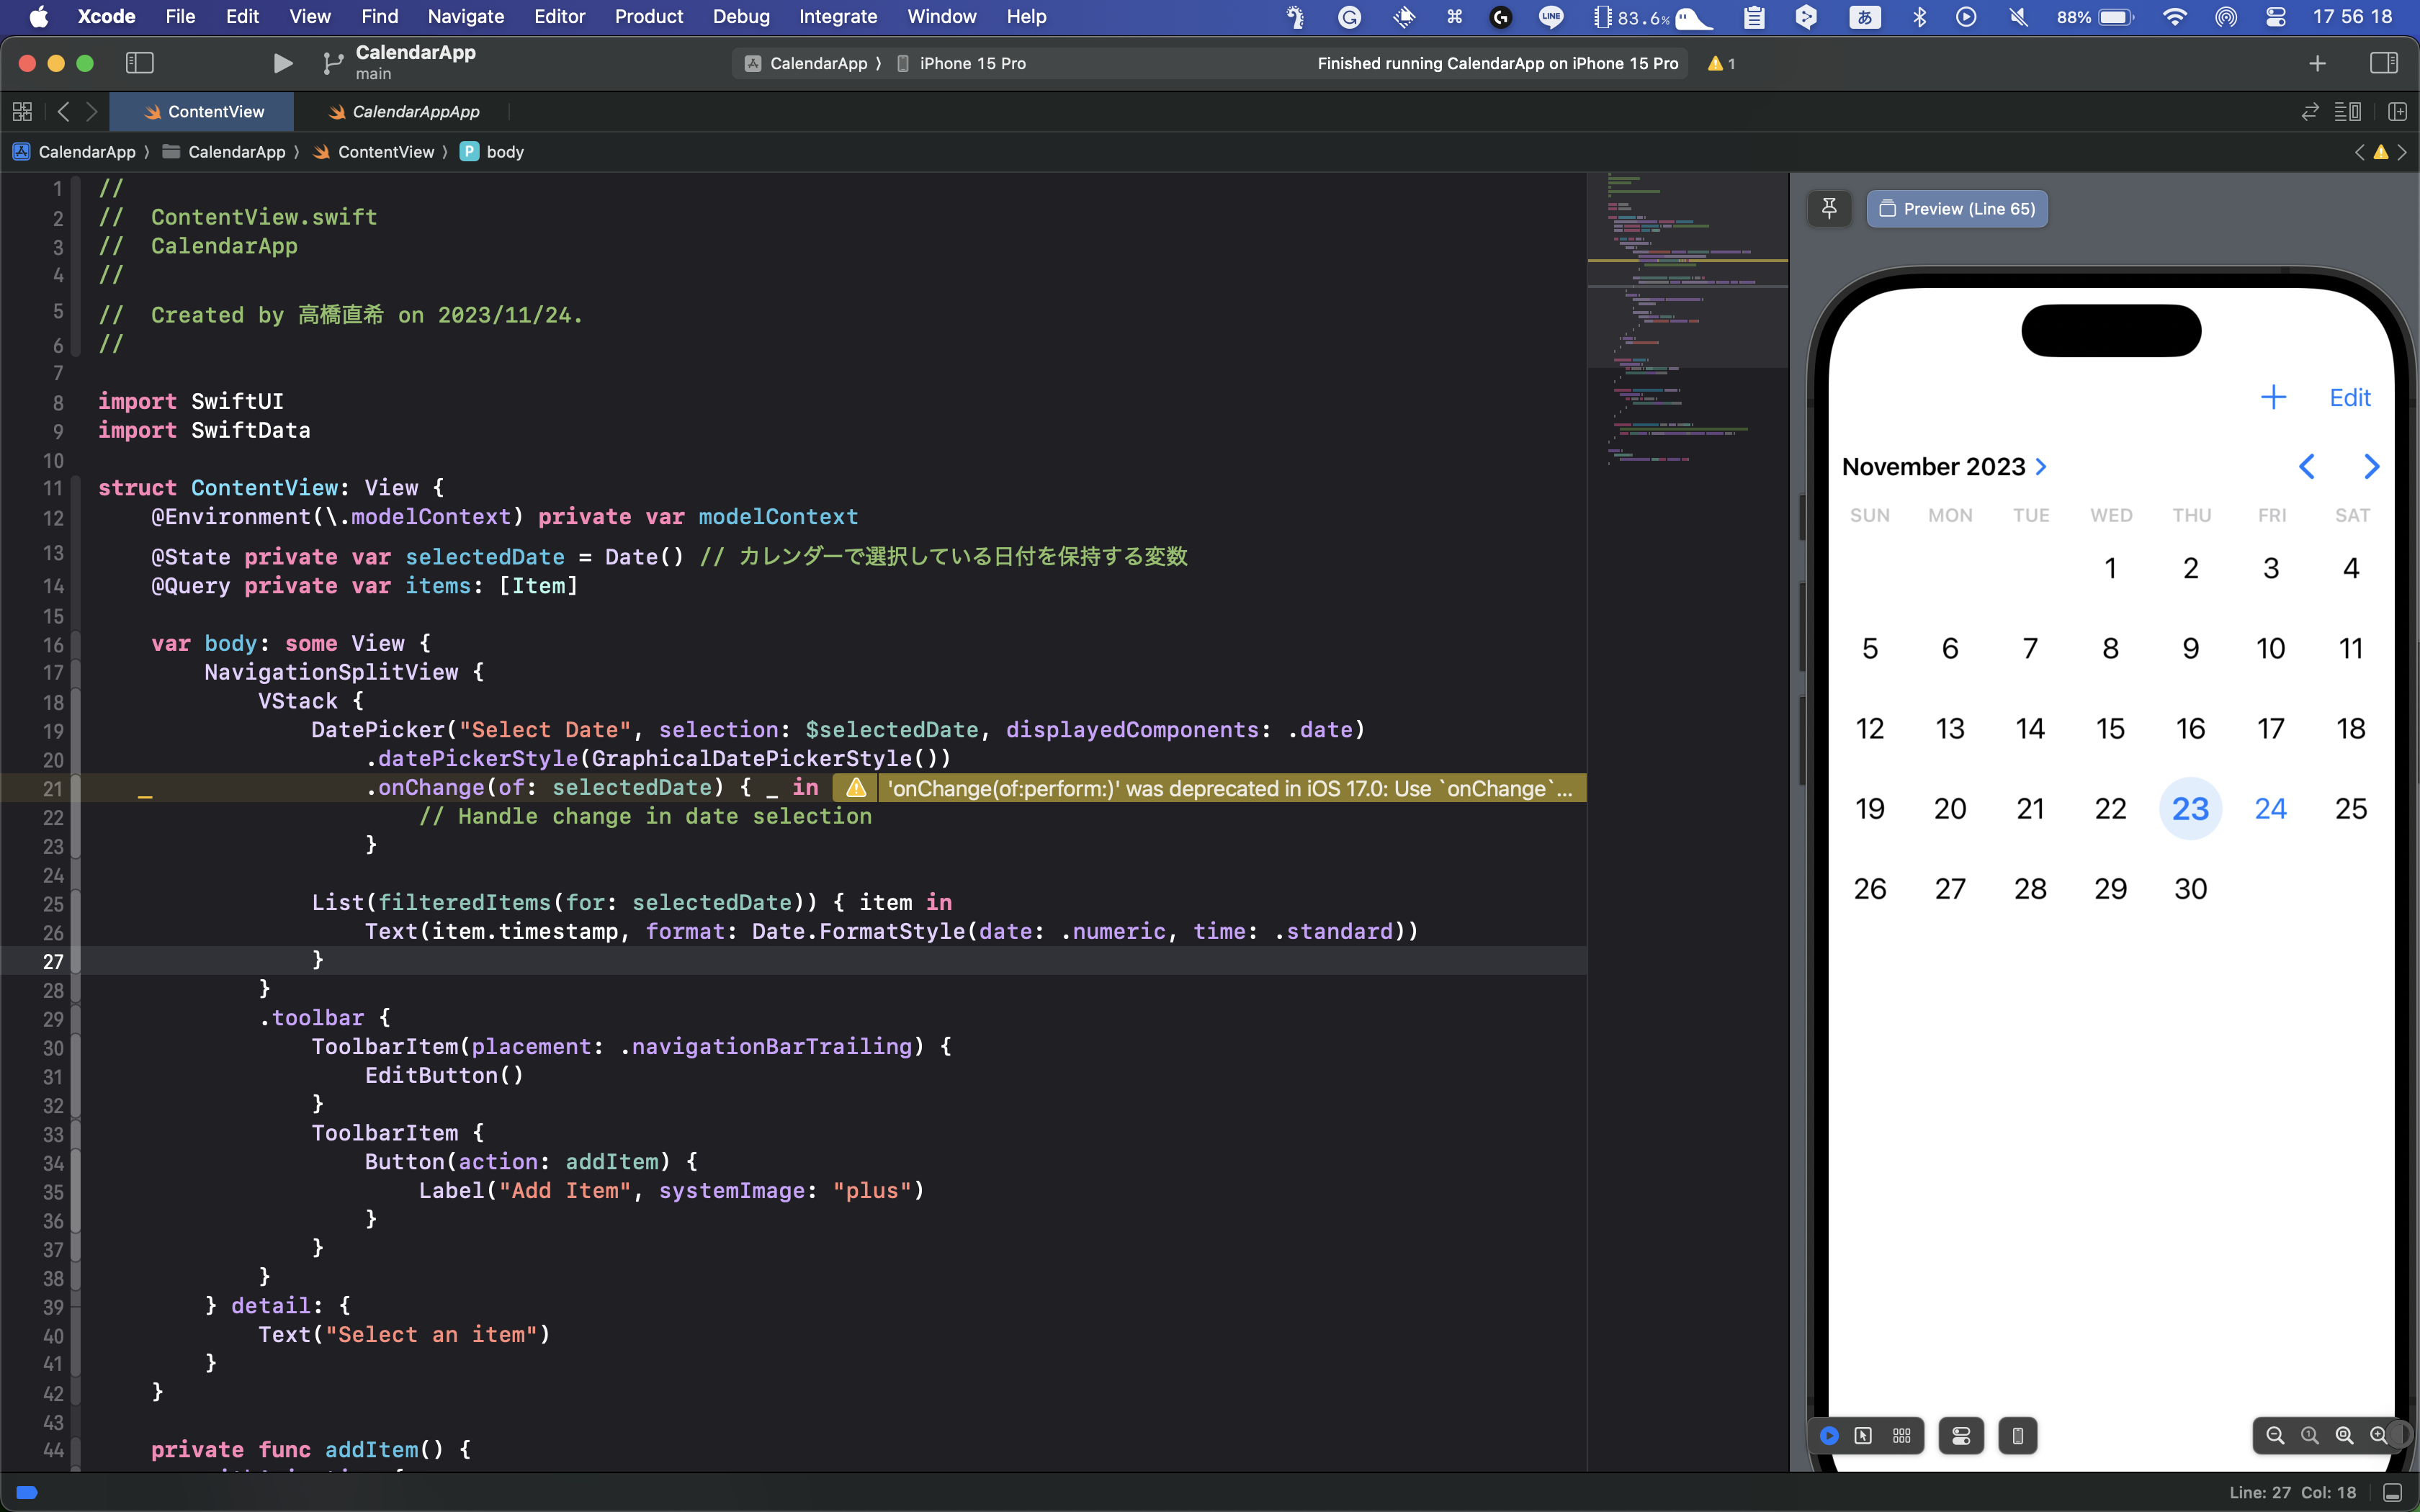 Xcode File Edit View Find Navigate Editor Product Debug Integrate Window Help LINE 83.6% あ 88% 17 56 18
CalendarApp
main
CalendarApp 〉 iPhone 15 Pro
Finished running CalendarApp on iPhone 15 Pro
1
ContentView
CalendarAppApp
CalendarApp 〉 CalendarApp 〉 ContentView 〉 P body
1 //
2 //  ContentView.swift
3 //  CalendarApp
4 //
5 //  Created by 高橋直希 on 2023/11/24.
6 //
7
8 import SwiftUI
9 import SwiftData
10
11 struct ContentView: View {
12     @Environment(\.modelContext) private var modelContext
13     @State private var selectedDate = Date() // カレンダーで選択している日付を保持する変数
14     @Query private var items: [Item]
15
16     var body: some View {
17         NavigationSplitView {
18             VStack {
19                 DatePicker("Select Date", selection: $selectedDate, displayedComponents: .date)
20                     .datePickerStyle(GraphicalDatePickerStyle())
21                     .onChange(of: selectedDate) { _ in 'onChange(of:perform:)' was deprecated in iOS 17.0: Use `onChange`...
22                         // Handle change in date selection
23                     }
24
25                 List(filteredItems(for: selectedDate)) { item in
26                     Text(item.timestamp, format: Date.FormatStyle(date: .numeric, time: .standard))
27                 }
28             }
29             .toolbar {
30                 ToolbarItem(placement: .navigationBarTrailing) {
31                     EditButton()
32                 }
33                 ToolbarItem {
34                     Button(action: addItem) {
35                         Label("Add Item", systemImage: "plus")
36                     }
37                 }
38             }
39         } detail: {
40             Text("Select an item")
41         }
42     }
43
44     private func addItem() {
Preview (Line 65)
Edit
November 2023
SUN MON TUE WED THU FRI SAT
1 2 3 4
5 6 7 8 9 10 11
12 13 14 15 16 17 18
19 20 21 22 23 24 25
26 27 28 29 30
Line: 27 Col: 18